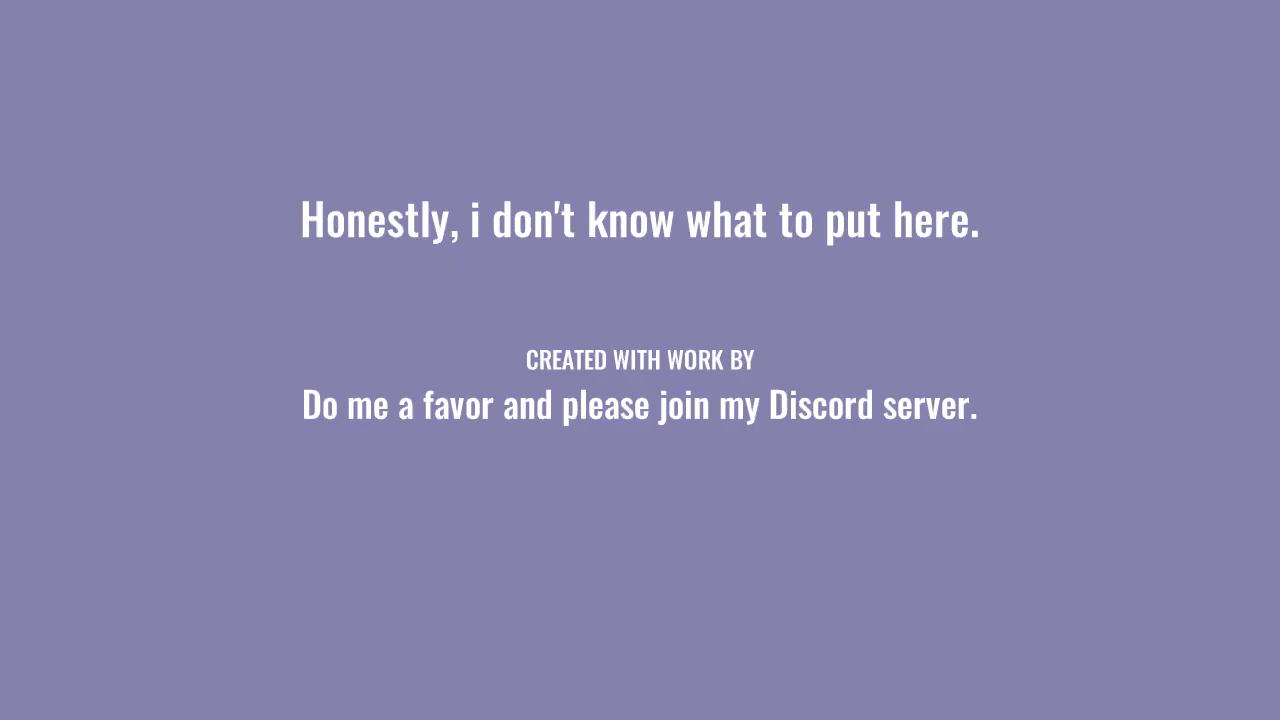 Honestly, i don't know what to put here.
CREATED WITH WORK BY
Do me a favor and please join my Discord server.